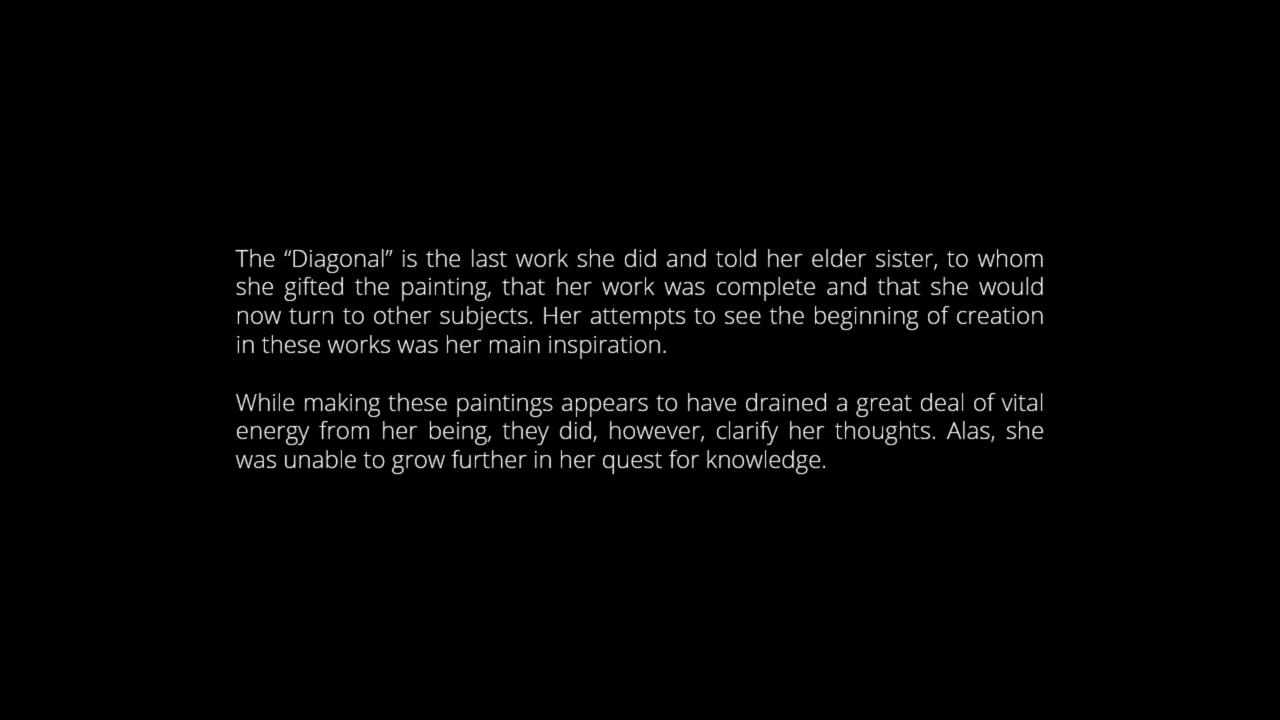 The “Diagonal” is the last work she did and told her elder sister, to whom
she gifted the painting, that her work was complete and that she would
now turn to other subjects. Her attempts to see the beginning of creation
in these works was her main inspiration.
While making these paintings appears to have drained a great deal of vital
energy from her being, they did, however, clarify her thoughts. Alas, she
was unable to grow further in her quest for knowledge.